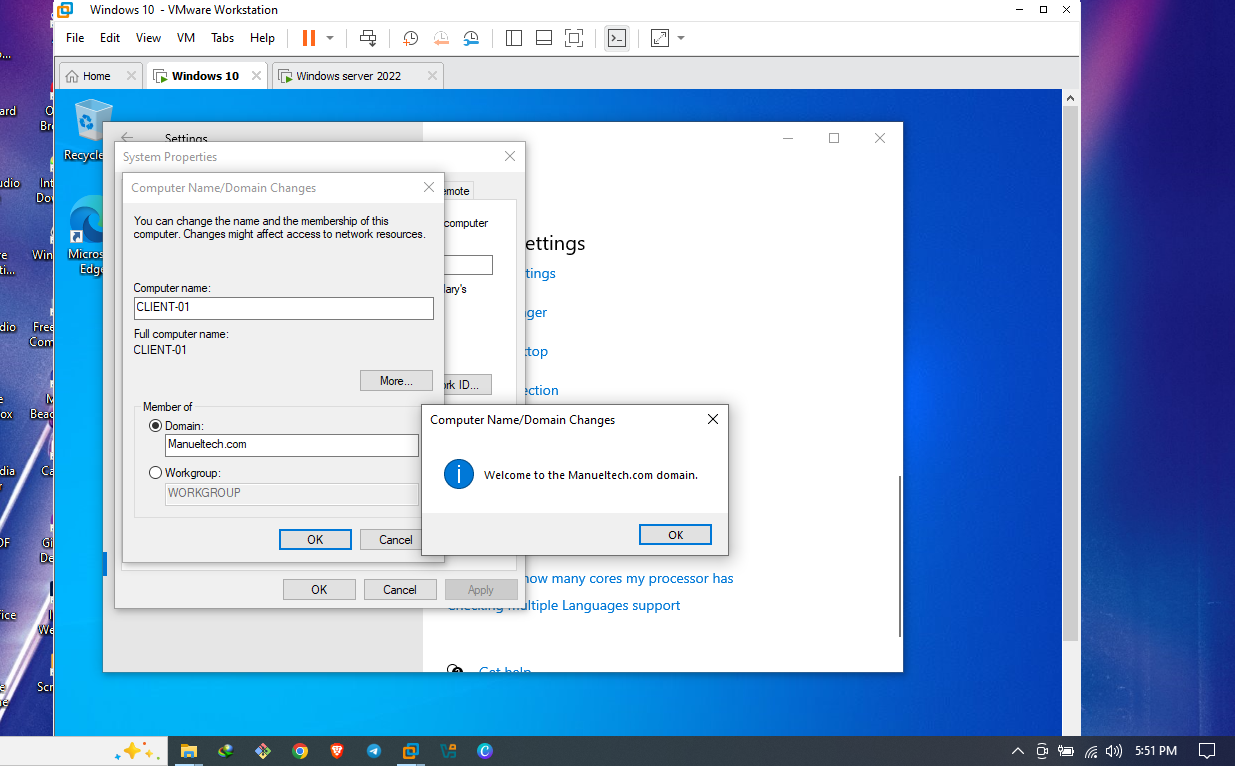 Windows 10 - VMware Workstation
File Edit View VM Tabs Help
Home
Windows 10
Windows server 2022
Recycle
Micros
Edge
Settings
System Properties
Computer Name/Domain Changes
emote
You can change the name and the membership of this
computer. Changes might affect access to network resources.
computer
Computer name:
CLIENT-01
lary's
Full computer name:
CLIENT-01
More...
rk ID...
Member of
Domain:
Manueltech.com
Workgroup:
WORKGROUP
OK Cancel
OK Cancel Apply
ettings
tings
ger
top
ection
Computer Name/Domain Changes
Welcome to the Manueltech.com domain.
OK
how many cores my processor has
Checking multiple Languages support
Get help
5:51 PM